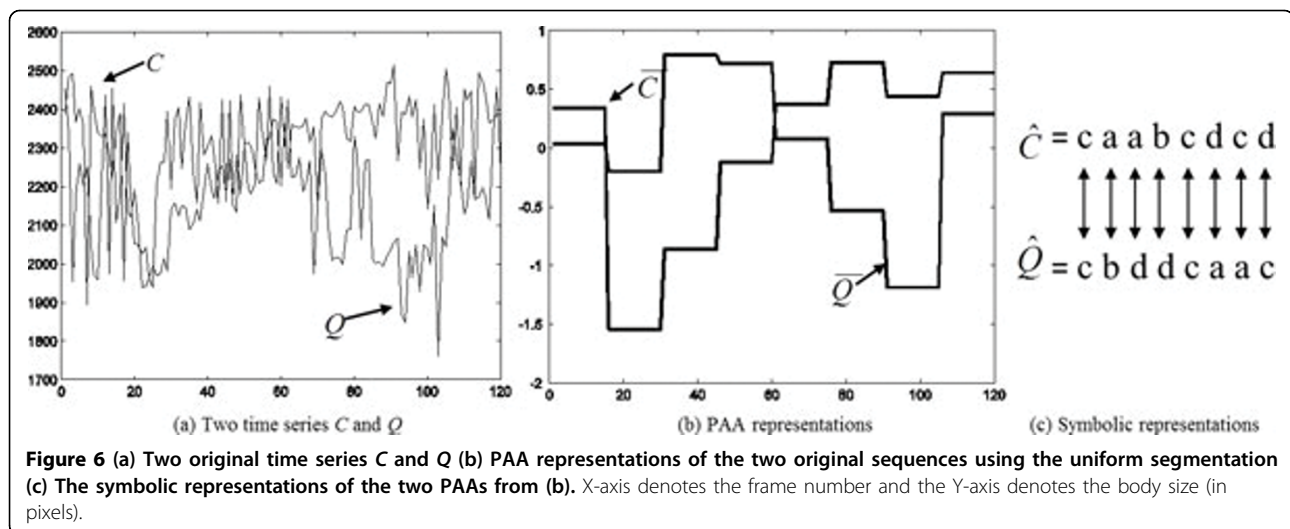 2600
2500
2400
2300
2200
2100
2000
1900
1800
1700
0 20 40 60 80 100 120
C
Q
(a) Two time series C and Q
1
0.5
0
-0.5
-1
-1.5
-2
0 20 40 60 80 100 120
C̅
Q̅
(b) PAA representations
Ĉ = c a a b c d c d
Q̂ = c b d d c a a c
(c) Symbolic representations
Figure 6 (a) Two original time series C and Q (b) PAA representations of the two original sequences using the uniform segmentation
(c) The symbolic representations of the two PAAs from (b). X-axis denotes the frame number and the Y-axis denotes the body size (in
pixels).